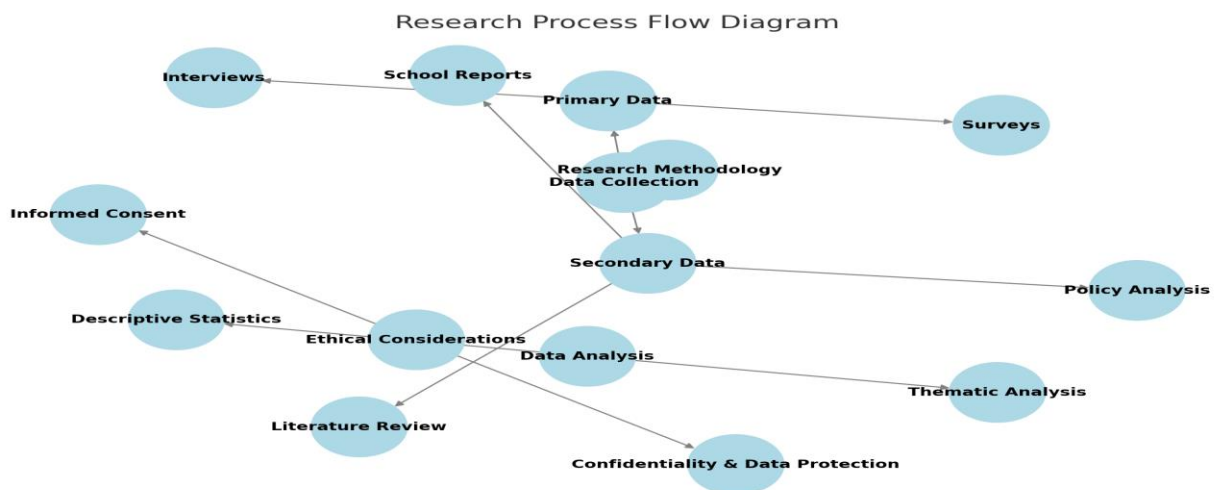 Research Process Flow Diagram
Interviews
School Reports
Primary Data
Surveys
Research Methodology
Data Collection
Informed Consent
Secondary Data
Policy Analysis
Descriptive Statistics
Ethical Considerations
Data Analysis
Thematic Analysis
Literature Review
Confidentiality & Data Protection